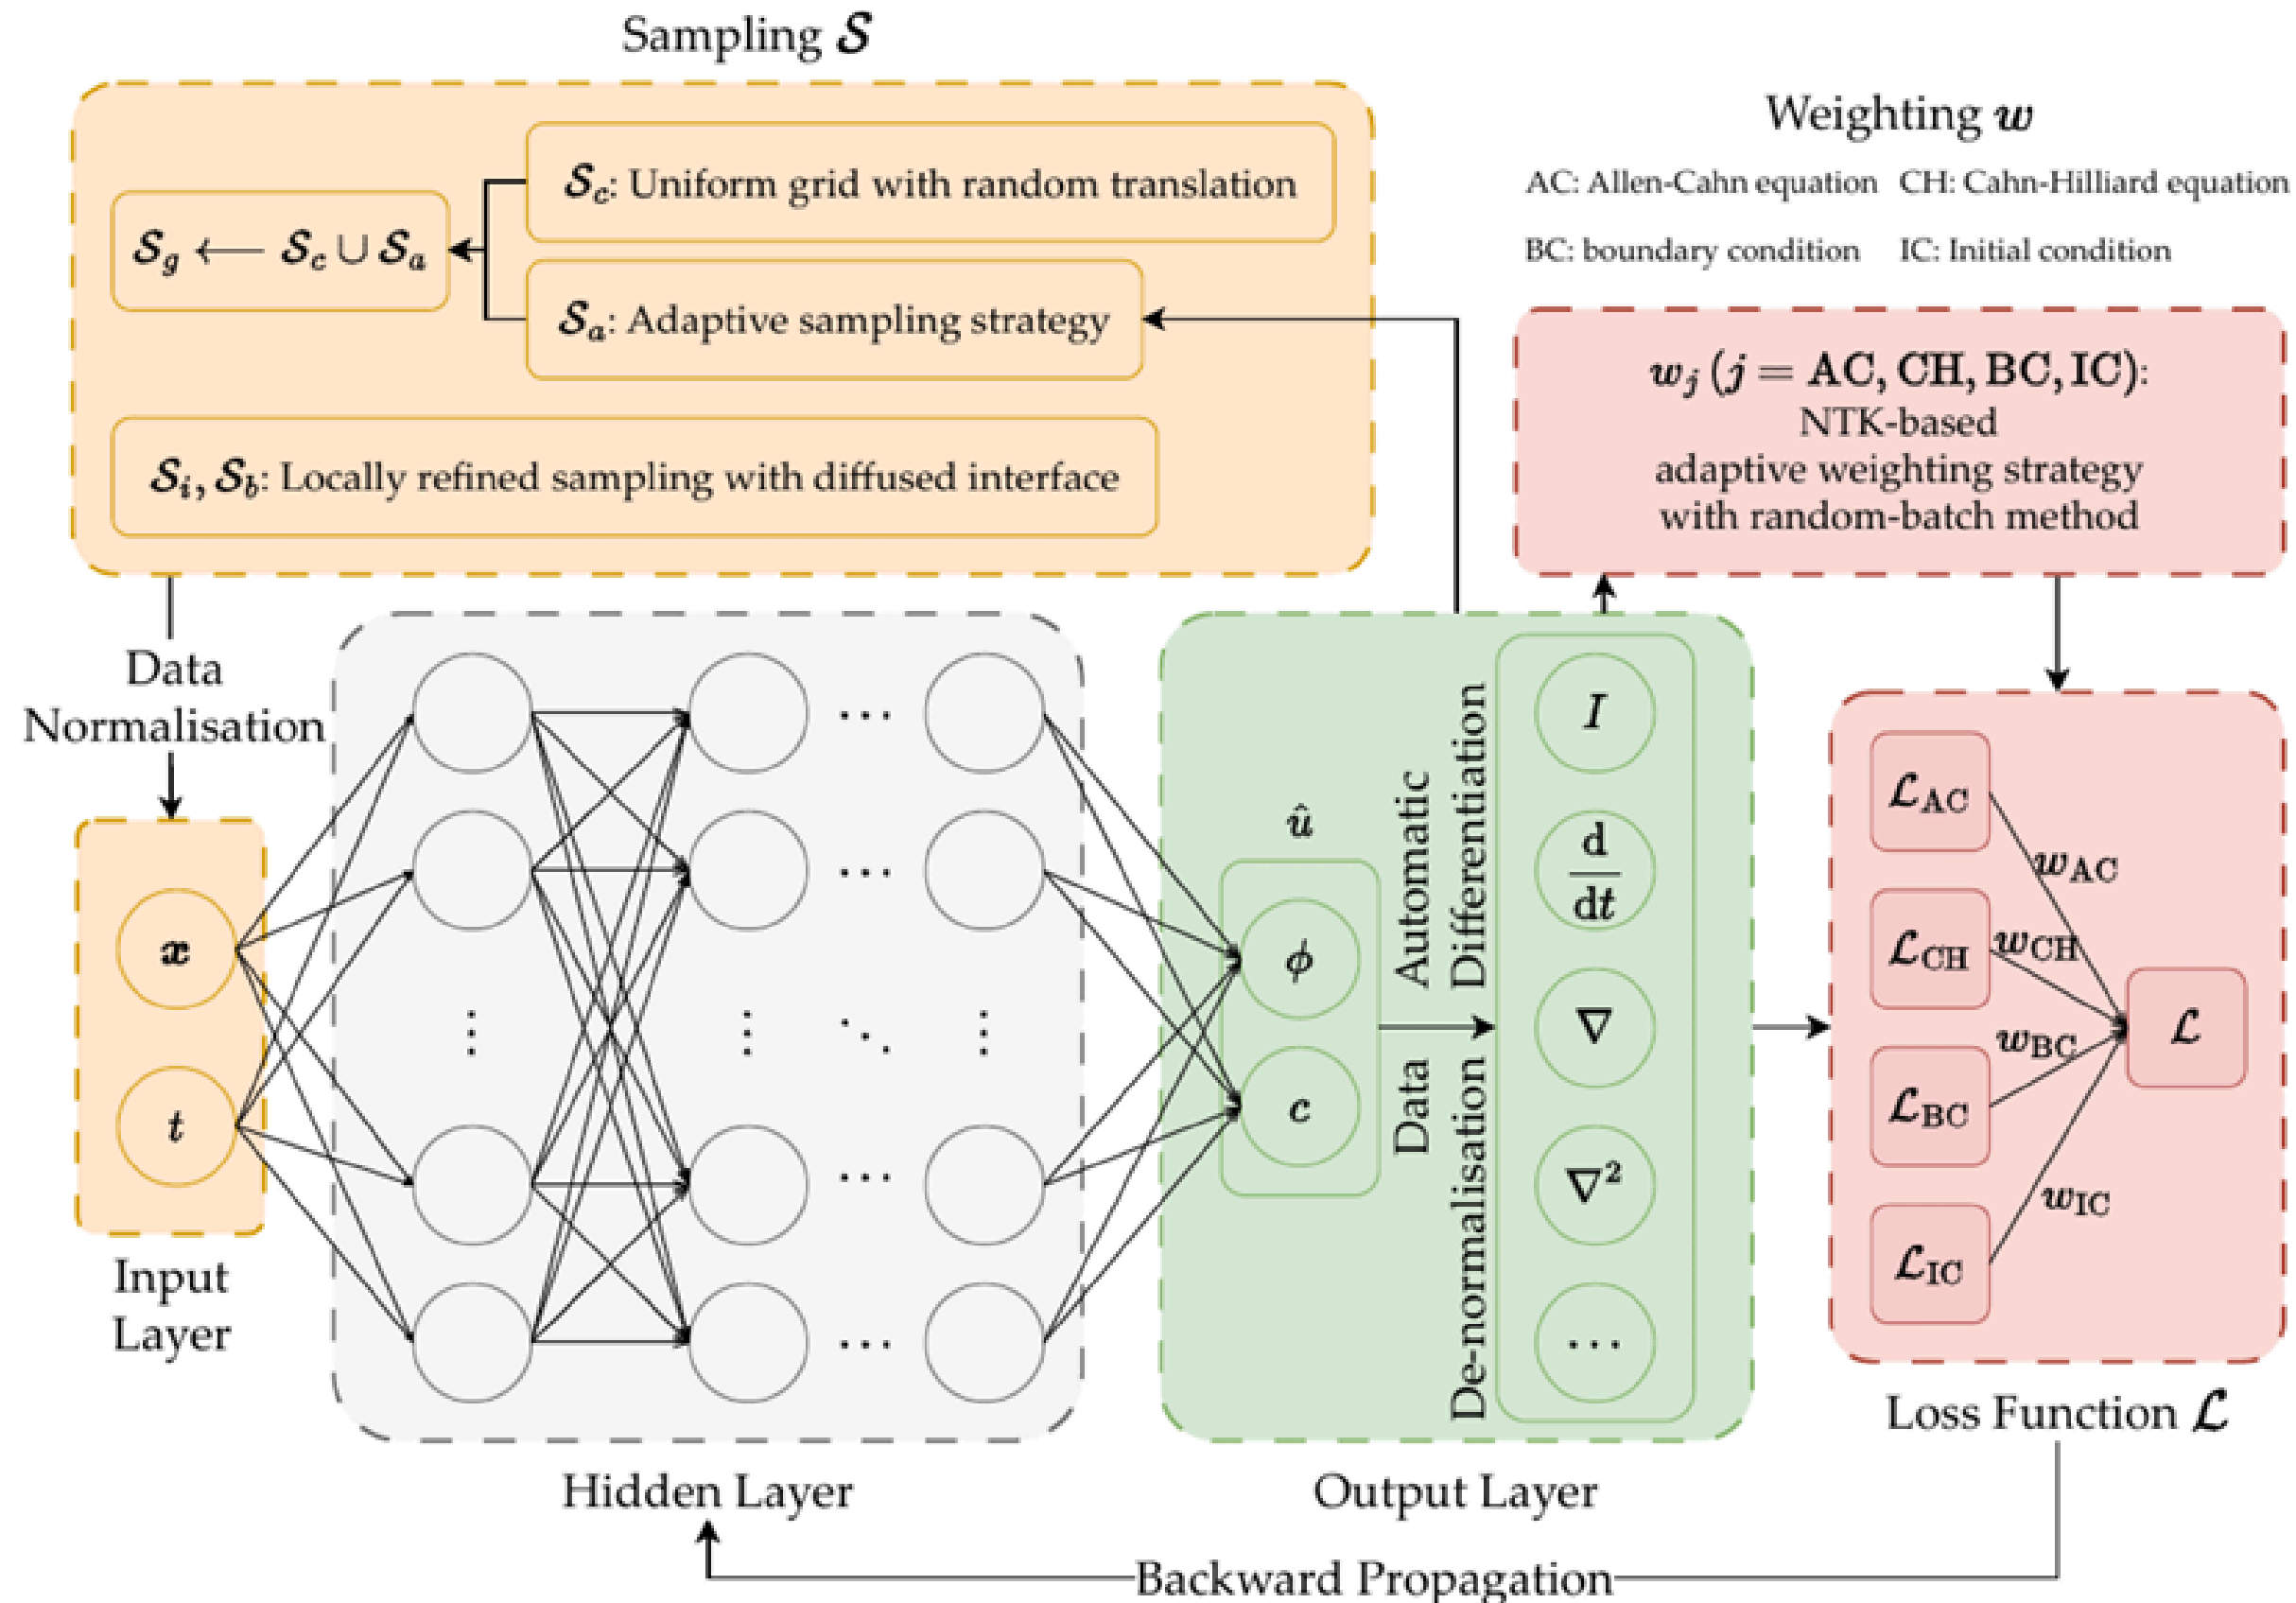 Sampling 𝓢
𝓢c: Uniform grid with random translation
𝓢g ⟵ 𝓢c ∪ 𝓢a
𝓢a: Adaptive sampling strategy
𝓢i, 𝓢b: Locally refined sampling with diffused interface
Weighting w
AC: Allen-Cahn equation CH: Cahn-Hilliard equation
BC: boundary condition IC: Initial condition
wj (j = AC, CH, BC, IC):
NTK-based
adaptive weighting strategy
with random-batch method
Data
Normalisation
x
t
Input
Layer
⋯
⋯
⋮ ⋮ ⋱ ⋮
⋯
⋯
Hidden Layer
û
ϕ
c
Automatic
Differentiation
Data
De-normalisation
I
d
dt
∇
∇²
⋯
Output Layer
𝓛AC
𝓛CH
𝓛BC
𝓛IC
wAC
wCH
wBC
wIC
𝓛
Loss Function 𝓛
Backward Propagation